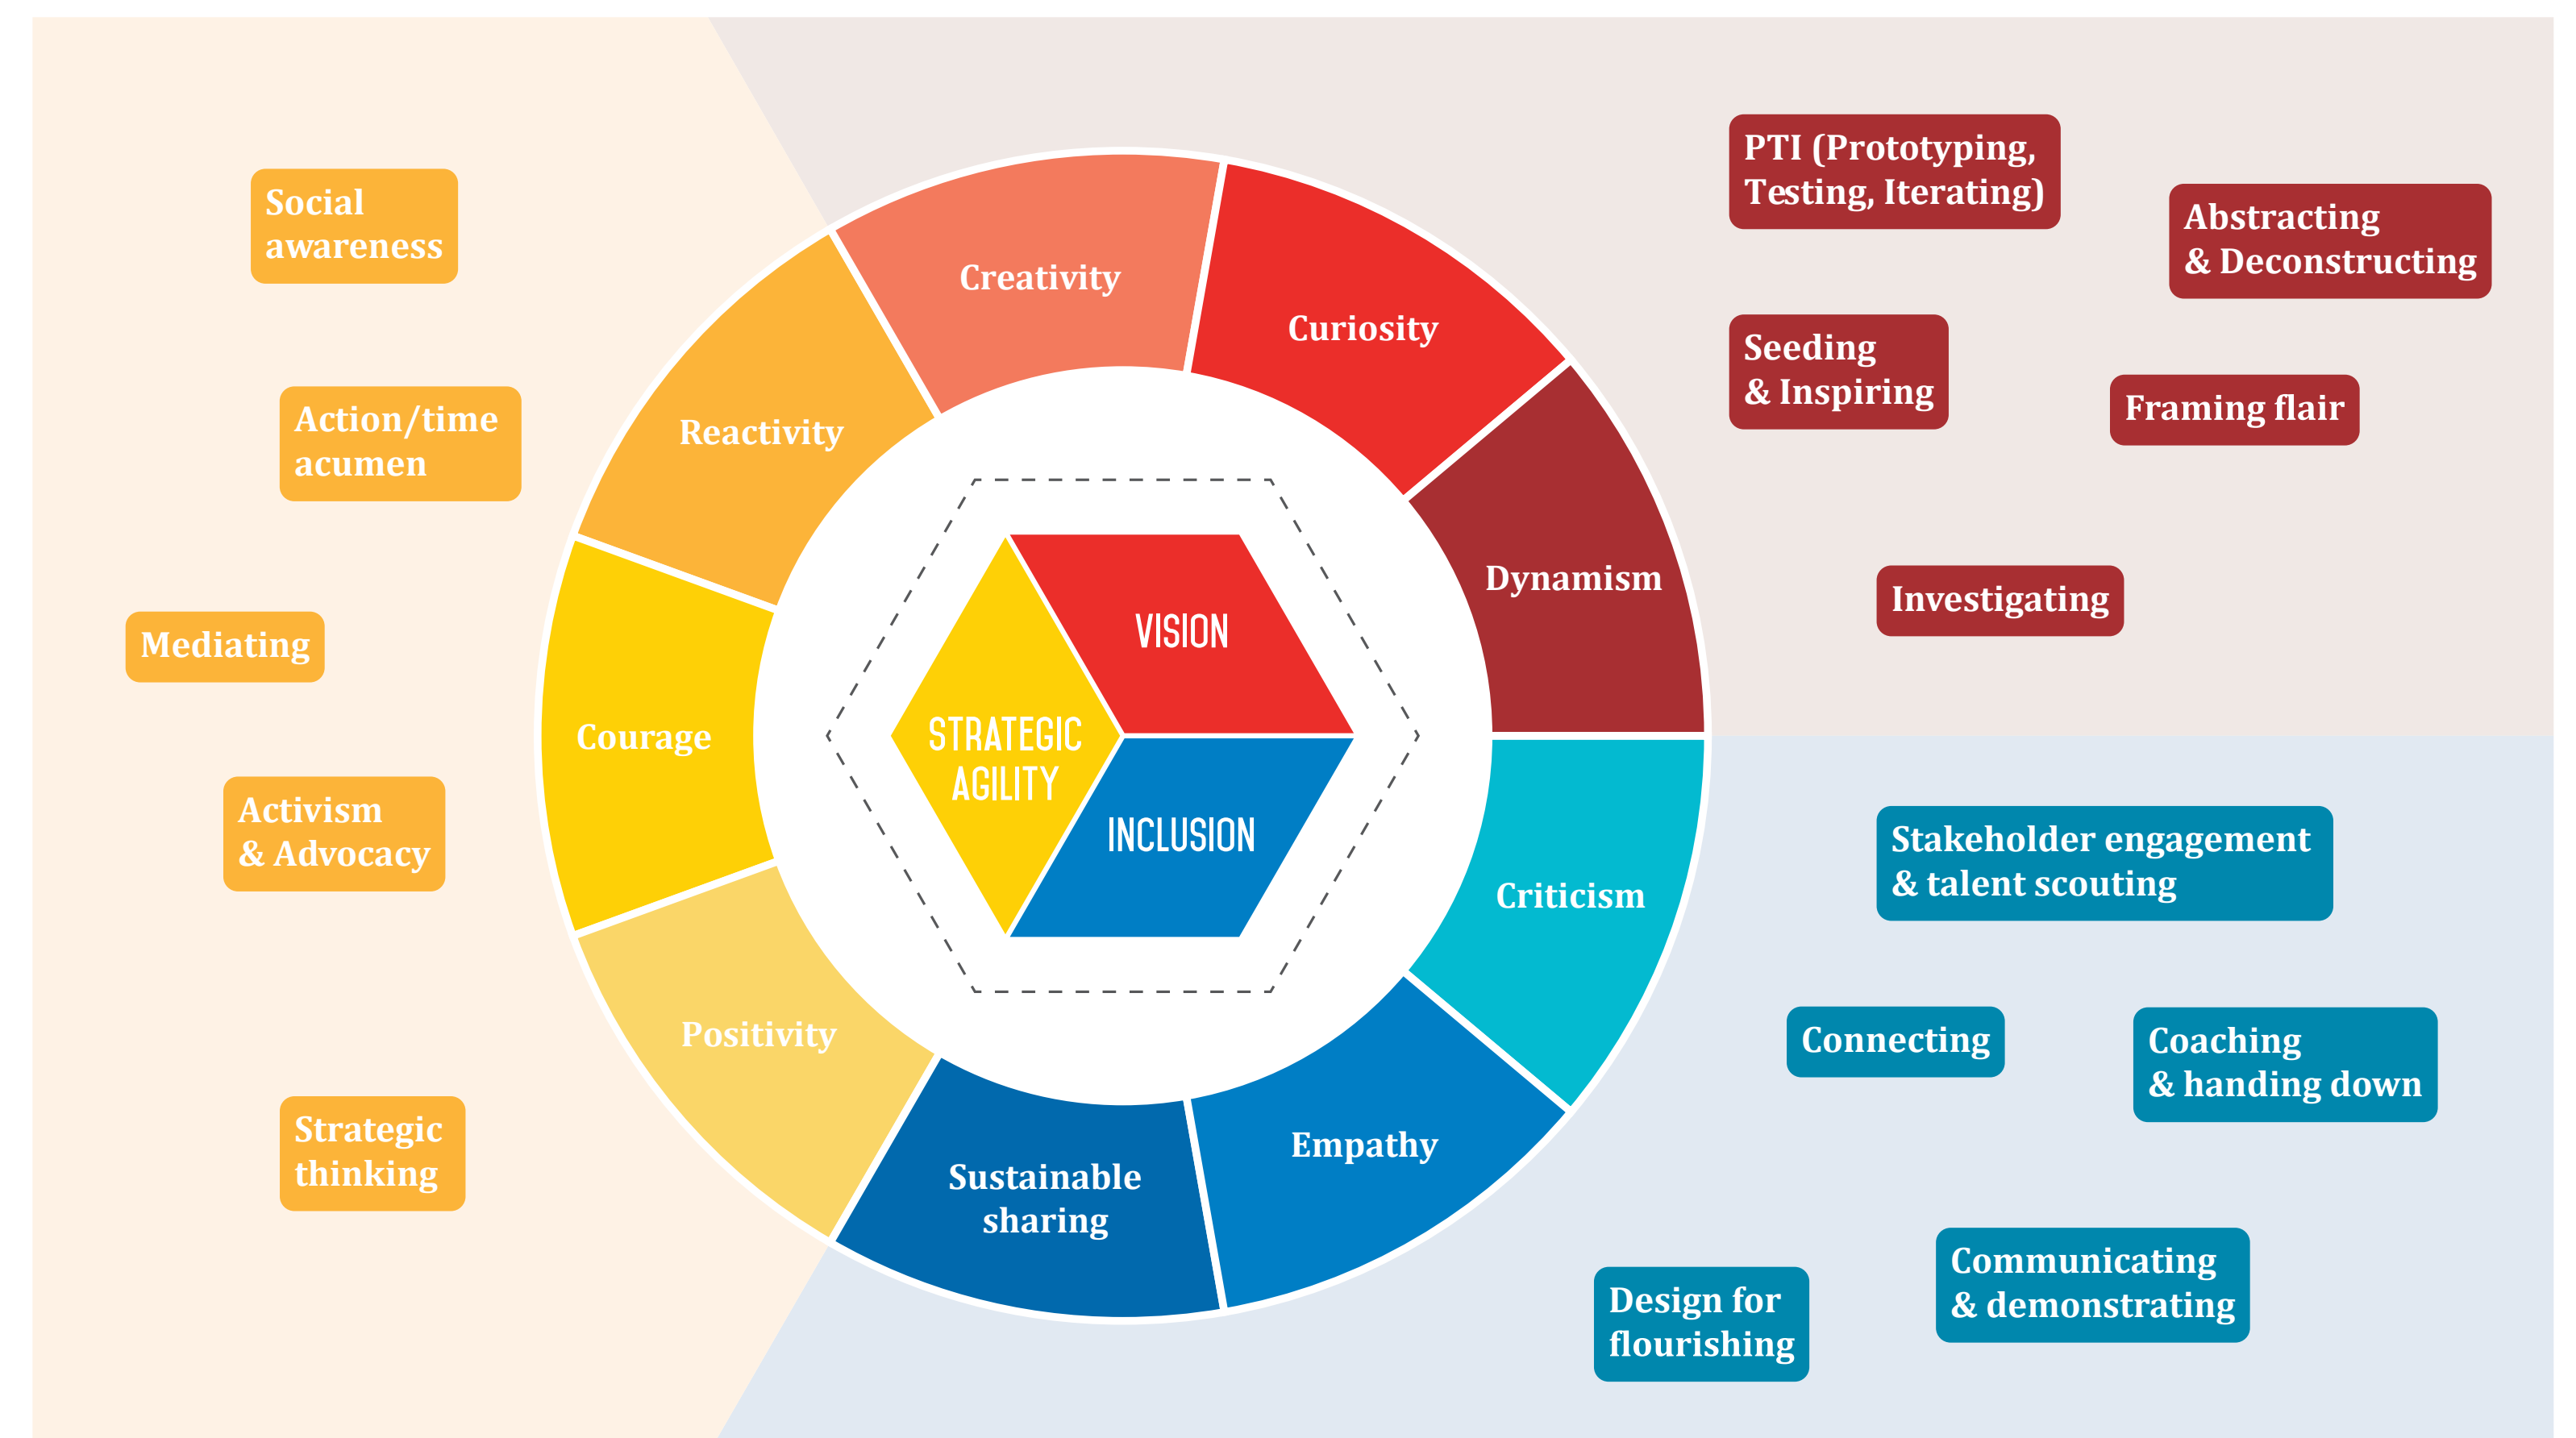 Social
awareness
Action/time
acumen
Mediating
Activism
& Advocacy
Strategic
thinking
Creativity
Curiosity
Dynamism
Criticism
Empathy
Sustainable
sharing
Positivity
Courage
Reactivity
VISION
STRATEGIC
AGILITY
INCLUSION
PTI (Prototyping,
Testing, Iterating)
Abstracting
& Deconstructing
Seeding
& Inspiring
Framing flair
Investigating
Stakeholder engagement
& talent scouting
Connecting
Coaching
& handing down
Communicating
& demonstrating
Design for
flourishing